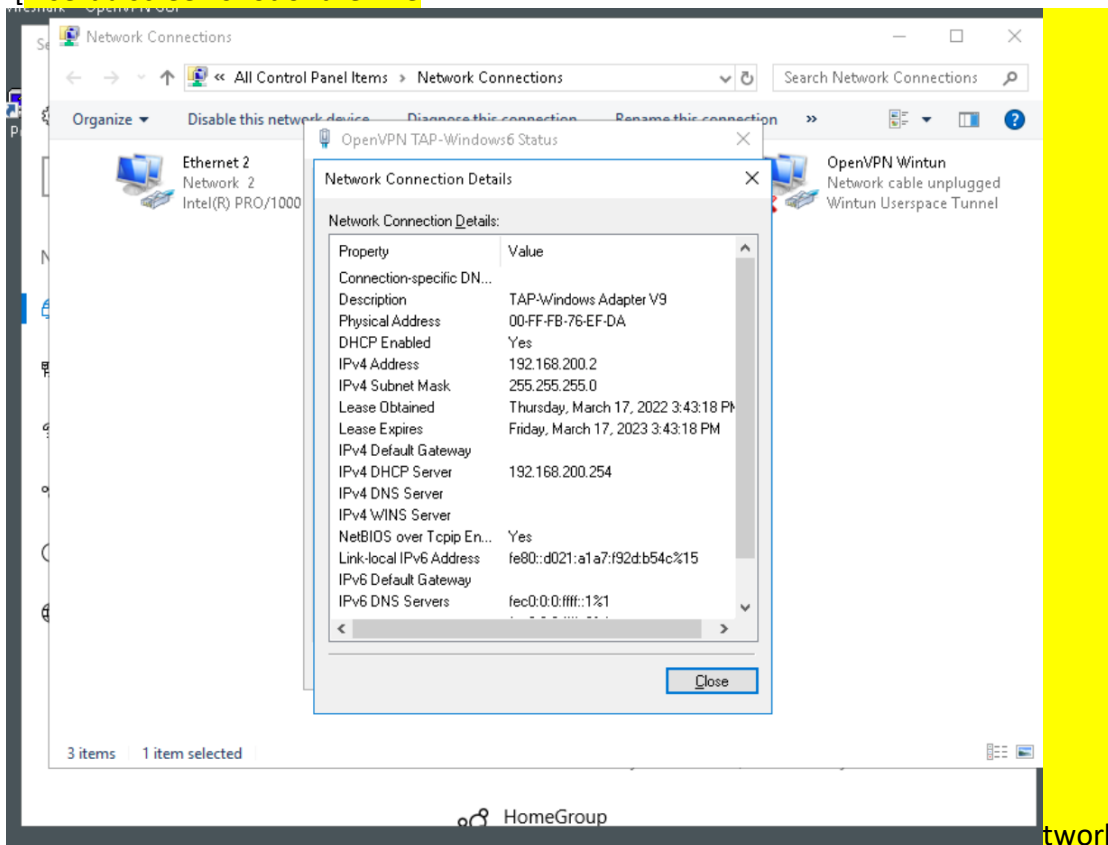 Network Connections
« All Control Panel Items > Network Connections
Search Network Connections
Organize
Disable this network device
Diagnose this connection
Rename this connection
»
OpenVPN TAP-Windows6 Status
Ethernet 2
Network 2
Intel(R) PRO/1000
OpenVPN Wintun
Network cable unplugged
Wintun Userspace Tunnel
Network Connection Details
Network Connection Details:
Property Value
Connection-specific DN...
Description TAP-Windows Adapter V9
Physical Address 00-FF-FB-76-EF-DA
DHCP Enabled Yes
IPv4 Address 192.168.200.2
IPv4 Subnet Mask 255.255.255.0
Lease Obtained Thursday, March 17, 2022 3:43:18 PM
Lease Expires Friday, March 17, 2023 3:43:18 PM
IPv4 Default Gateway
IPv4 DHCP Server 192.168.200.254
IPv4 DNS Server
IPv4 WINS Server
NetBIOS over Tcpip En... Yes
Link-local IPv6 Address fe80::d021:a1a7:f92d:b54c%15
IPv6 Default Gateway
IPv6 DNS Servers fec0:0:0:ffff::1%1
Close
3 items 1 item selected
HomeGroup